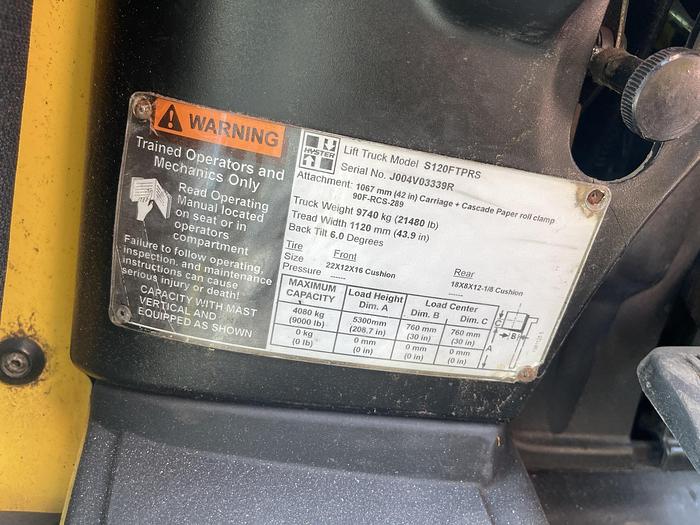 WARNING
Trained Operators and
Mechanics Only
Read Operating
Manual located
on seat or in
operators
compartment
Failure to follow operating,
inspection, and maintenance
instructions can cause
serious injury or death!
CAPACITY WITH MAST
VERTICAL AND
EQUIPPED AS SHOWN
HYSTER
Lift Truck Model S120FTPRS
Serial No. J004V03339R
Attachment: 1067 mm (42 in) Carriage + Cascade Paper roll clamp
90F-RCS-289
Truck Weight 9740 kg (21480 lb)
Tread Width 1120 mm (43.9 in)
Back Tilt 6.0 Degrees
Tire Front Rear
Size 22X12X16 Cushion 18X8X12-1/8 Cushion
Pressure ------ ------
MAXIMUM CAPACITY Load Height Dim. A Load Center Dim. B Dim. C
4080 kg (9000 lb) 5300mm (208.7 in) 760 mm (30 in) 760 mm (30 in)
0 kg (0 lb) 0 mm (0 in) 0 mm (0 in) 0 mm (0 in)
C
B
A